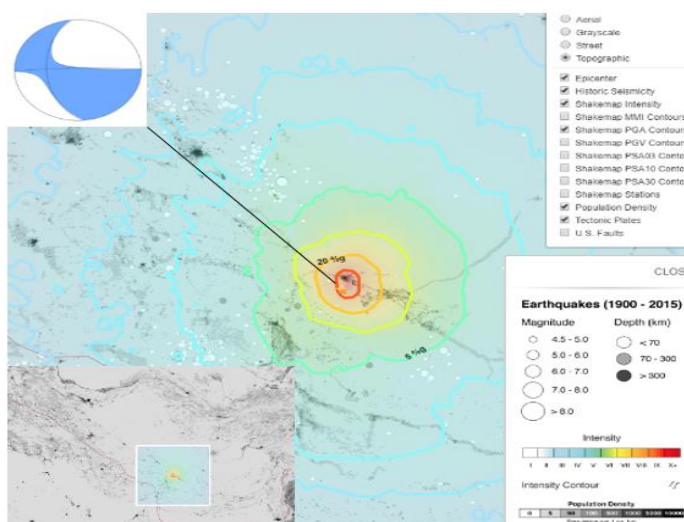 Aerial
Grayscale
Street
Topographic
Epicenter
Historic Seismicity
Shakemap Intensity
Shakemap MMI Contours
Shakemap PGA Contour
Shakemap PGV Contour
Shakemap PSA03 Conto
Shakemap PSA10 Conto
Shakemap PSA30 Conto
Shakemap Stations
Population Density
Tectonic Plates
U.S. Faults
20 %g
5 %g
CLOS
Earthquakes (1900 - 2015)
Magnitude Depth (km)
4.5 - 5.0 < 70
5.0 - 6.0 70 - 300
6.0 - 7.0 > 300
7.0 - 8.0
> 8.0
Intensity
I II III IV V VI VII VIII IX X+
Intensity Contour
Population Density
0 5 50 100 500 1000 5000 10000